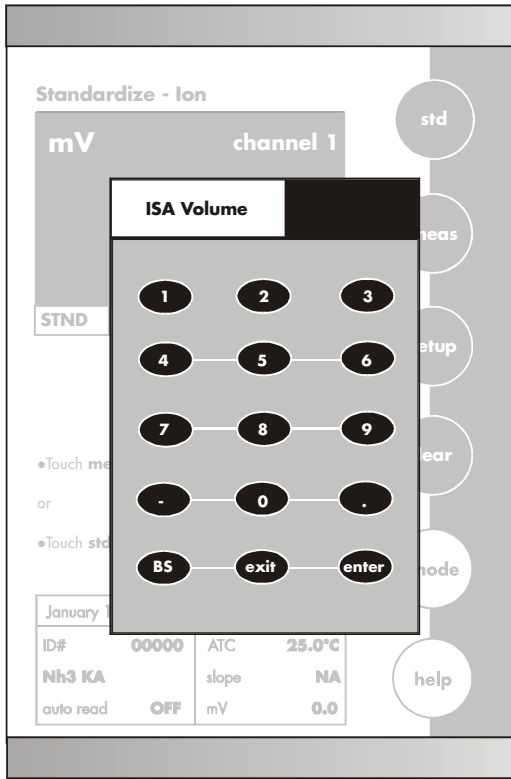 Standardize - Ion
mV channel 1
std
ISA Volume
eas
1 2 3
STND
4 5 6
etup
7 8 9
lear
•Touch me
or
- 0 .
•Touch std
BS exit enter
ode
January 1
ID# 00000 ATC 25.0°C
Nh3 KA slope NA
help
auto read OFF mV 0.0